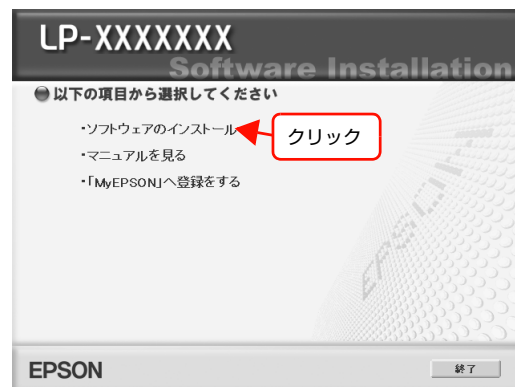 LP-XXXXXXX
Software Installation
以下の項目から選択してください
・ソフトウェアのインストール
クリック
・マニュアルを見る
・「MyEPSON」へ登録をする
EPSON
EPSON
終了